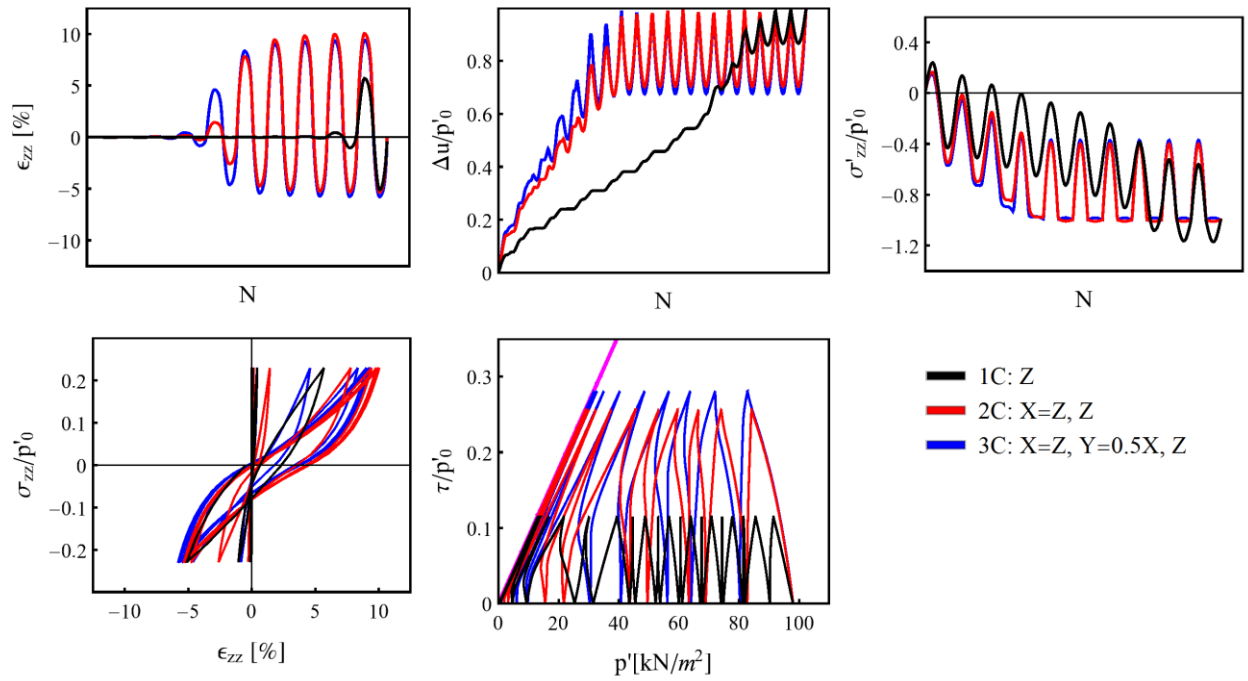 10
5
0
−5
−10
ϵzz [%]
N
0.8
0.6
0.4
0.2
0
Δu/p'0
N
0.4
0
−0.4
−0.8
−1.2
σ'zz/p'0
N
0.2
0.1
0
−0.1
−0.2
σzz/p'0
−10 −5 0 5 10
ϵzz [%]
0.3
0.2
0.1
0
τ/p'0
0 20 40 60 80 100
p'[kN/m²]
1C: Z
2C: X=Z, Z
3C: X=Z, Y=0.5X, Z